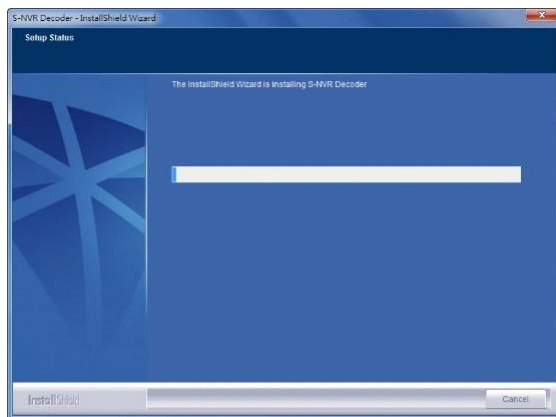 S-NVR Decoder - InstallShield Wizard
Setup Status
The InstallShield Wizard is installing S-NVR Decoder
InstallShield
Cancel